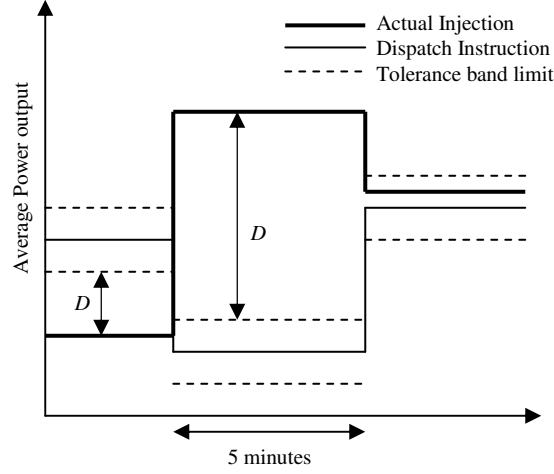 Actual Injection
Dispatch Instruction
Tolerance band limit
Average Power output
D
D
5 minutes